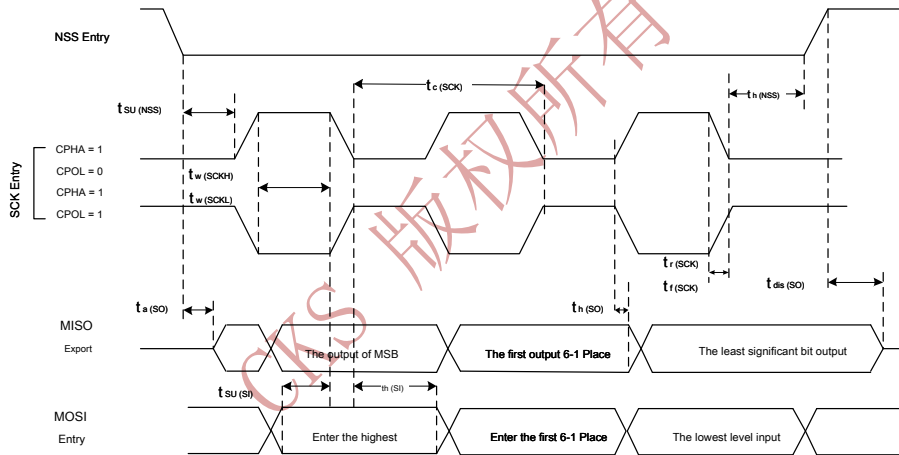 NSS Entry
t SU (NSS)
t c (SCK)
t h (NSS)
SCK Entry
CPHA = 1
CPOL = 0
CPHA = 1
CPOL = 1
t w (SCKH)
t w (SCKL)
t r (SCK)
t f (SCK)
t a (SO)
t h (SO)
t dis (SO)
MISO
Export
The output of MSB
The first output 6-1 Place
The least significant bit output
t SU (SI)
th (SI)
MOSI
Entry
Enter the highest
Enter the first 6-1 Place
The lowest level input
CKS 版权所有